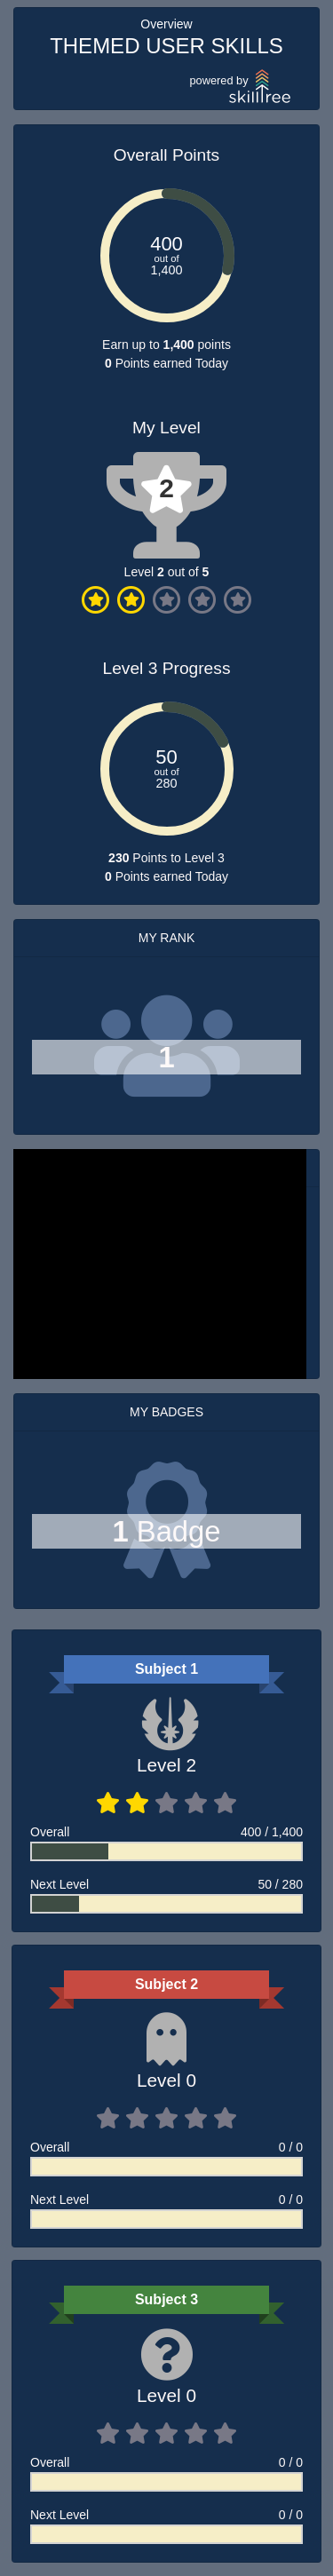 Overview
THEMED USER SKILLS
powered by
skilltree
Overall Points
400
out of
1,400
Earn up to 1,400 points
0 Points earned Today
My Level
2
Level 2 out of 5
Level 3 Progress
50
out of
280
230 Points to Level 3
0 Points earned Today
MY RANK
1
MY BADGES
1 Badge
Subject 1
Level 2
Overall 400 / 1,400
Next Level 50 / 280
Subject 2
Level 0
Overall 0 / 0
Next Level 0 / 0
Subject 3
Level 0
Overall 0 / 0
Next Level 0 / 0